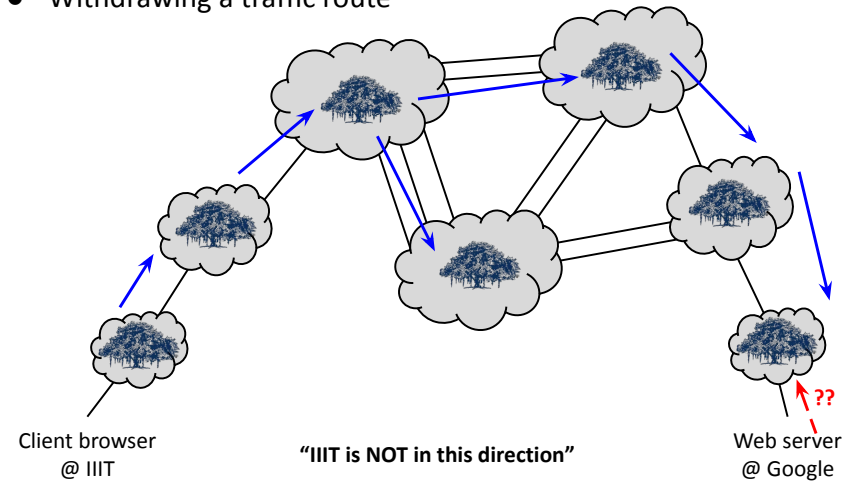 ● Withdrawing a traffic route
??
Client browser
@ IIIT
“IIIT is NOT in this direction”
Web server
@ Google